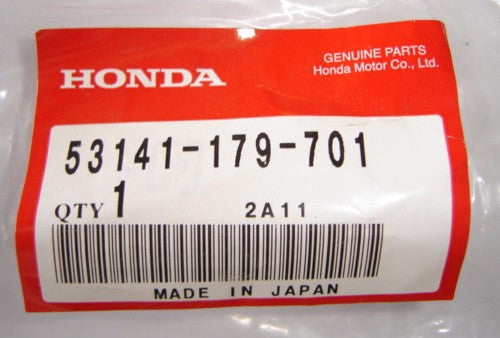 GENUINE PARTS
HONDA
Honda Motor Co., Ltd.
53141-179-701
QTY 1 2A11
MADE IN JAPAN